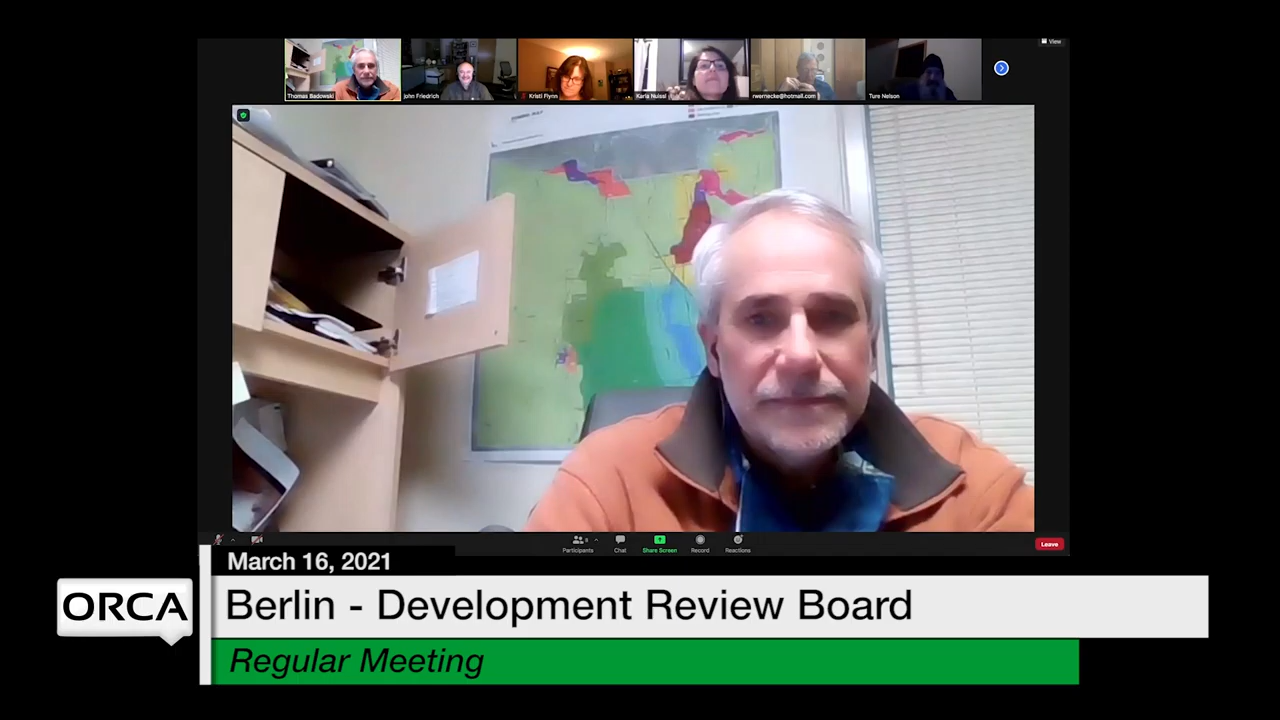 View
Thomas Badowski
John Friedrich
Kristi Flynn
Karla Nuissl
rwernecke@hotmail.com
Ture Nelson
Participants
Chat
Share Screen
Record
Reactions
Leave
March 16, 2021
ORCA
Berlin - Development Review Board
Regular Meeting